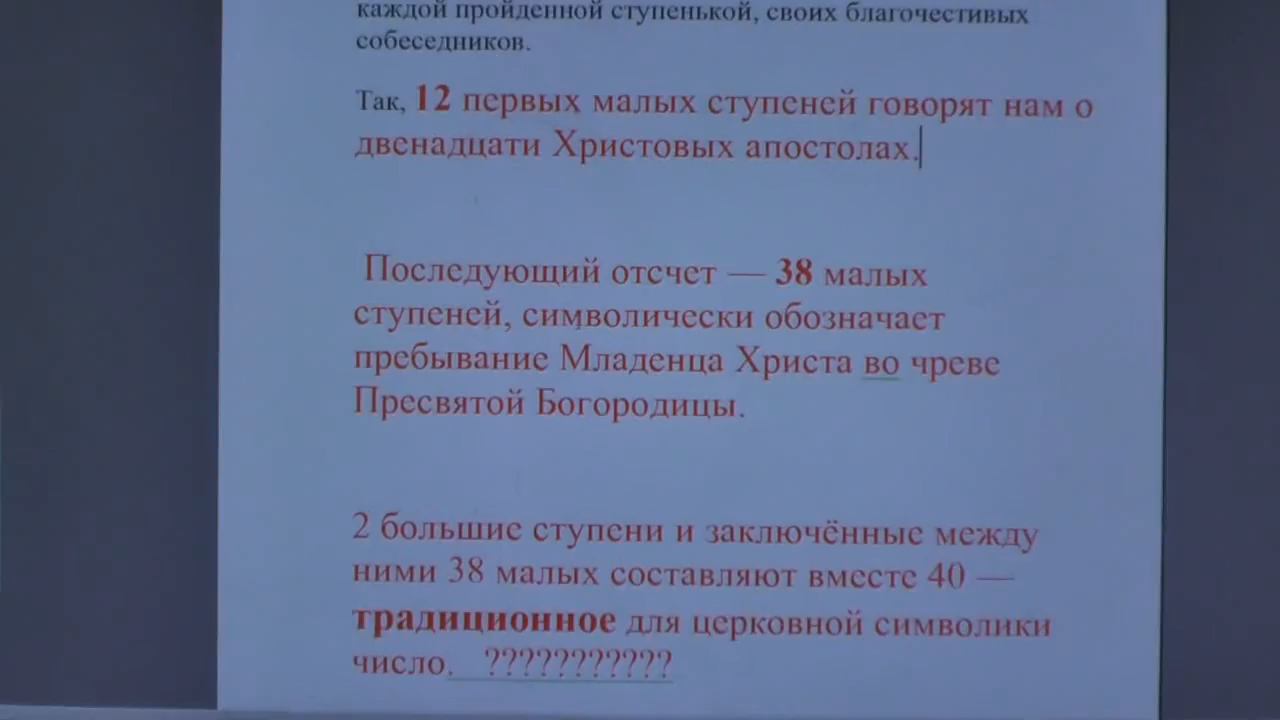 каждой пройденной ступенькой, своих благочестивых
собеседников.
Так, 12 первых малых ступеней говорят нам о
двенадцати Христовых апостолах.
Последующий отсчет — 38 малых
ступеней, символически обозначает
пребывание Младенца Христа во чреве
Пресвятой Богородицы.
2 большие ступени и заключённые между
ними 38 малых составляют вместе 40 —
традиционное для церковной символики
число. ???????????